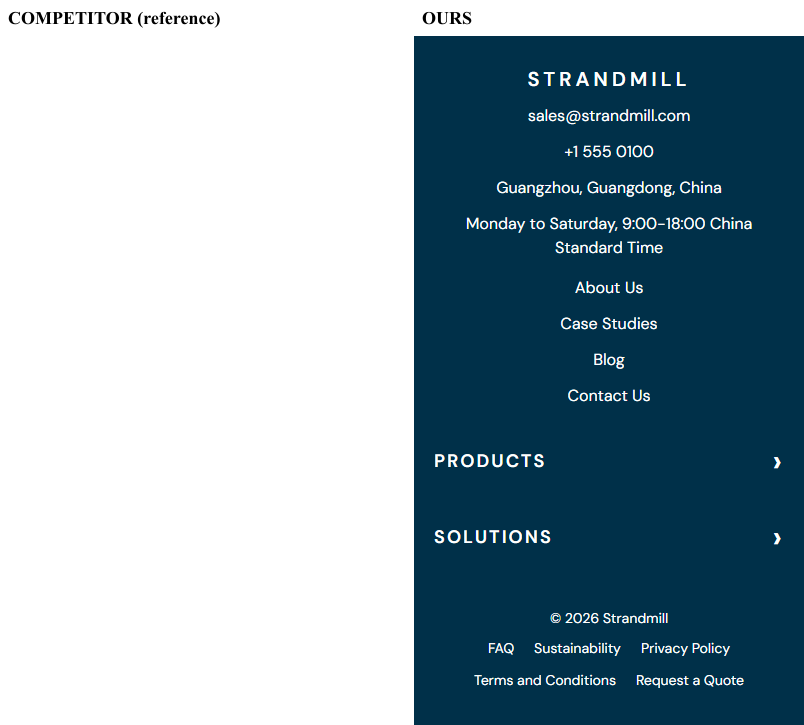 COMPETITOR (reference)
OURS
STRANDMILL
sales@strandmill.com
+1 555 0100
Guangzhou, Guangdong, China
Monday to Saturday, 9:00-18:00 China
Standard Time
About Us
Case Studies
Blog
Contact Us
PRODUCTS ❯
SOLUTIONS ❯
© 2026 Strandmill
FAQ Sustainability Privacy Policy
Terms and Conditions Request a Quote